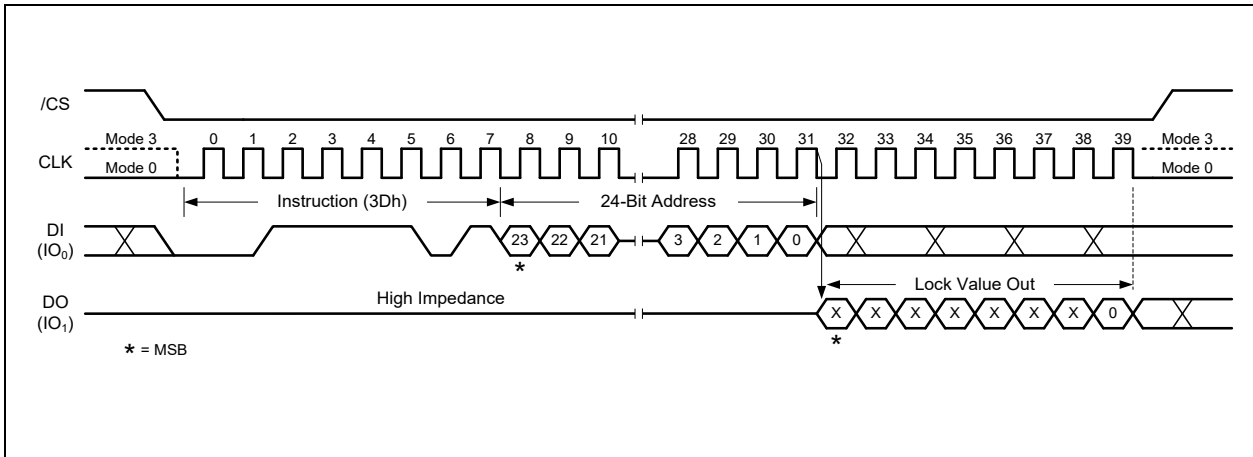 /CS
Mode 3 0 1 2 3 4 5 6 7 8 9 10 28 29 30 31 32 33 34 35 36 37 38 39 Mode 3
CLK
Mode 0 Mode 0
Instruction (3Dh) 24-Bit Address
DI
(IO₀)
23 22 21 3 2 1 0
*
High Impedance
Lock Value Out
DO
(IO₁)
X X X X X X X 0
*
* = MSB